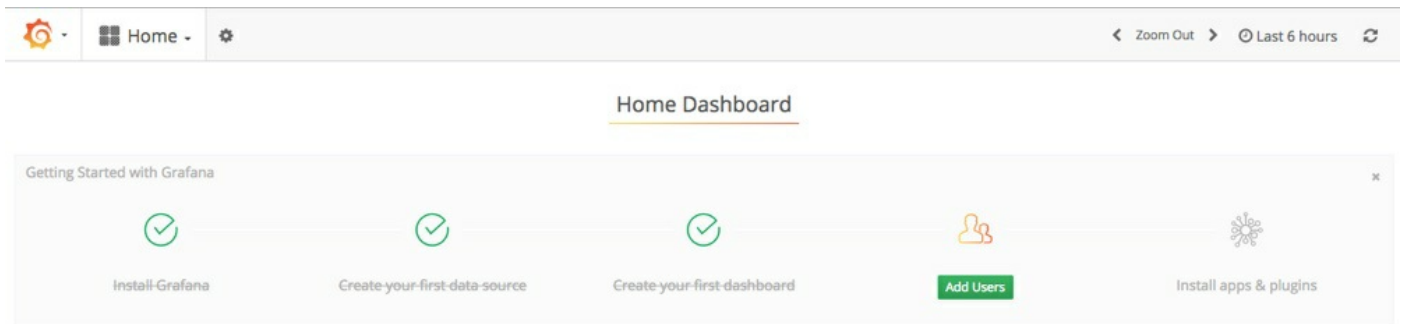 Home
Zoom Out
Last 6 hours
Home Dashboard
Getting Started with Grafana
Install Grafana
Create your first data source
Create your first dashboard
Add Users
Install apps & plugins